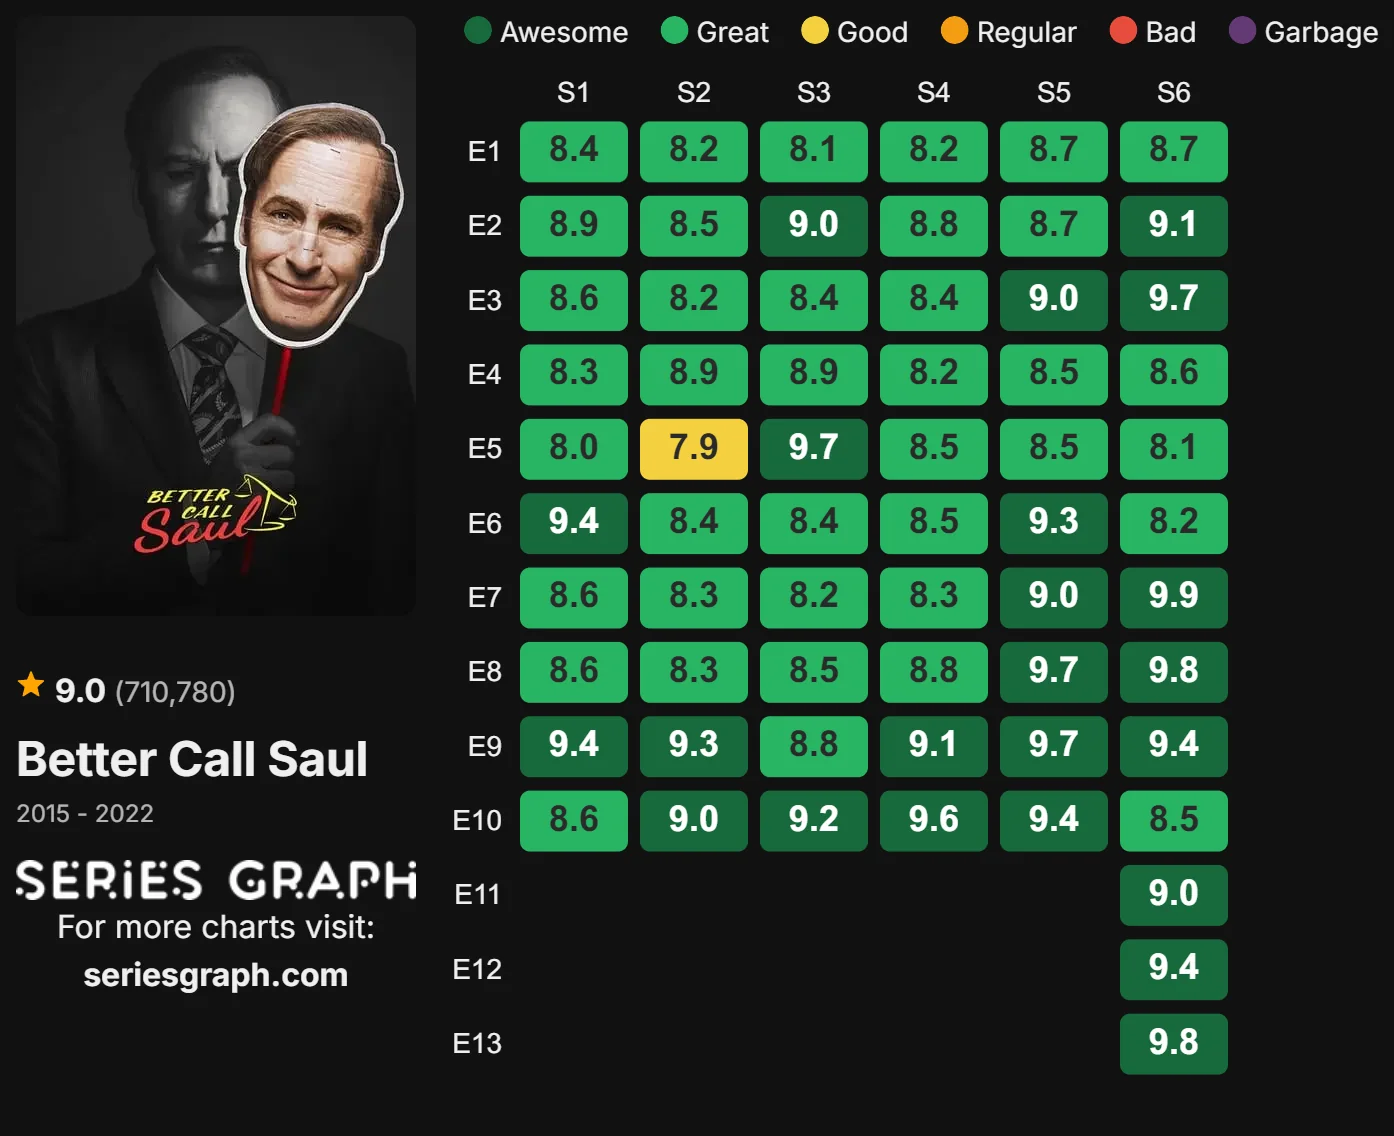 Awesome Great Good Regular Bad Garbage
S1 S2 S3 S4 S5 S6
E1 8.4 8.2 8.1 8.2 8.7 8.7
E2 8.9 8.5 9.0 8.8 8.7 9.1
E3 8.6 8.2 8.4 8.4 9.0 9.7
E4 8.3 8.9 8.9 8.2 8.5 8.6
E5 8.0 7.9 9.7 8.5 8.5 8.1
E6 9.4 8.4 8.4 8.5 9.3 8.2
E7 8.6 8.3 8.2 8.3 9.0 9.9
E8 8.6 8.3 8.5 8.8 9.7 9.8
E9 9.4 9.3 8.8 9.1 9.7 9.4
E10 8.6 9.0 9.2 9.6 9.4 8.5
E11 9.0
E12 9.4
E13 9.8
BETTER
CALL
Saul
9.0 (710,780)
Better Call Saul
2015 - 2022
SERIES GRAPH
For more charts visit:
seriesgraph.com